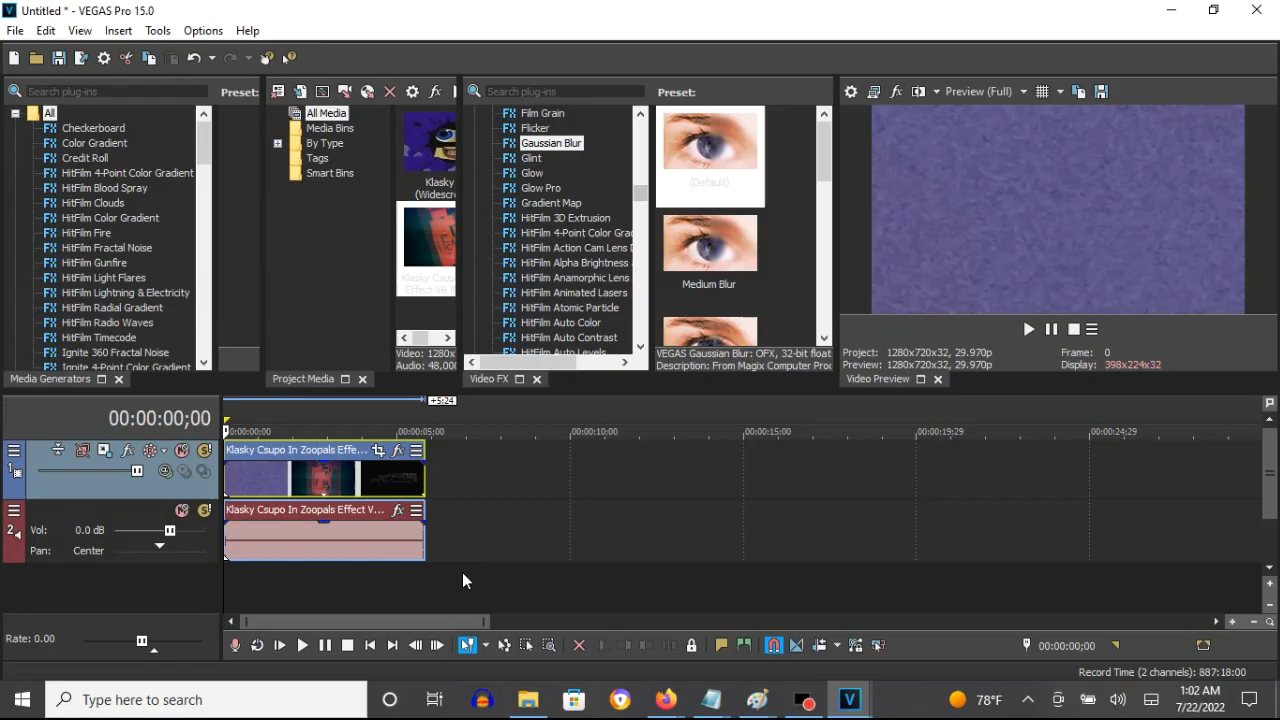 Untitled * - VEGAS Pro 15.0
File Edit View Insert Tools Options Help
Search plug-ins Preset:
All
Checkerboard
Color Gradient
Credit Roll
HitFilm 4-Point Color Gradient
HitFilm Blood Spray
HitFilm Clouds
HitFilm Color Gradient
HitFilm Fire
HitFilm Fractal Noise
HitFilm Gunfire
HitFilm Light Flares
HitFilm Lightning & Electricity
HitFilm Radial Gradient
HitFilm Radio Waves
HitFilm Timecode
Ignite 360 Fractal Noise
Ignite 4-Point Color Gradient
Media Generators
All Media
Media Bins
By Type
Tags
Smart Bins
Klasky
(Widescre
Klasky Csup
Effect V6 P
Video: 1280x
Audio: 48,00
Project Media
Search plug-ins Preset:
Film Grain
Flicker
Gaussian Blur
Glint
Glow
Glow Pro
Gradient Map
HitFilm 3D Extrusion
HitFilm 4-Point Color Grad
HitFilm Action Cam Lens D
HitFilm Alpha Brightness
HitFilm Anamorphic Lens
HitFilm Animated Lasers
HitFilm Atomic Particle
HitFilm Auto Color
HitFilm Auto Contrast
HitFilm Auto Levels
(Default)
Medium Blur
VEGAS Gaussian Blur: OFX, 32-bit float
Description: From Magix Computer Proc
Video FX
Preview (Full)
Project: 1280x720x32, 29.970p
Preview: 1280x720x32, 29.970p
Frame: 0
Display: 398x224x32
Video Preview
00:00:00;00
+5;24
00:00:00;00 00:00:05;00 00:00:10;00 00:00:15;00 00:00:19;29 00:00:24;29
1
Klasky Csupo In Zoopals Effe...
2
Vol: 0.0 dB
Pan: Center
Klasky Csupo In Zoopals Effect V...
Rate: 0.00
00:00:00;00
Record Time (2 channels): 887:18:00
Type here to search
78°F
1:02 AM
7/22/2022